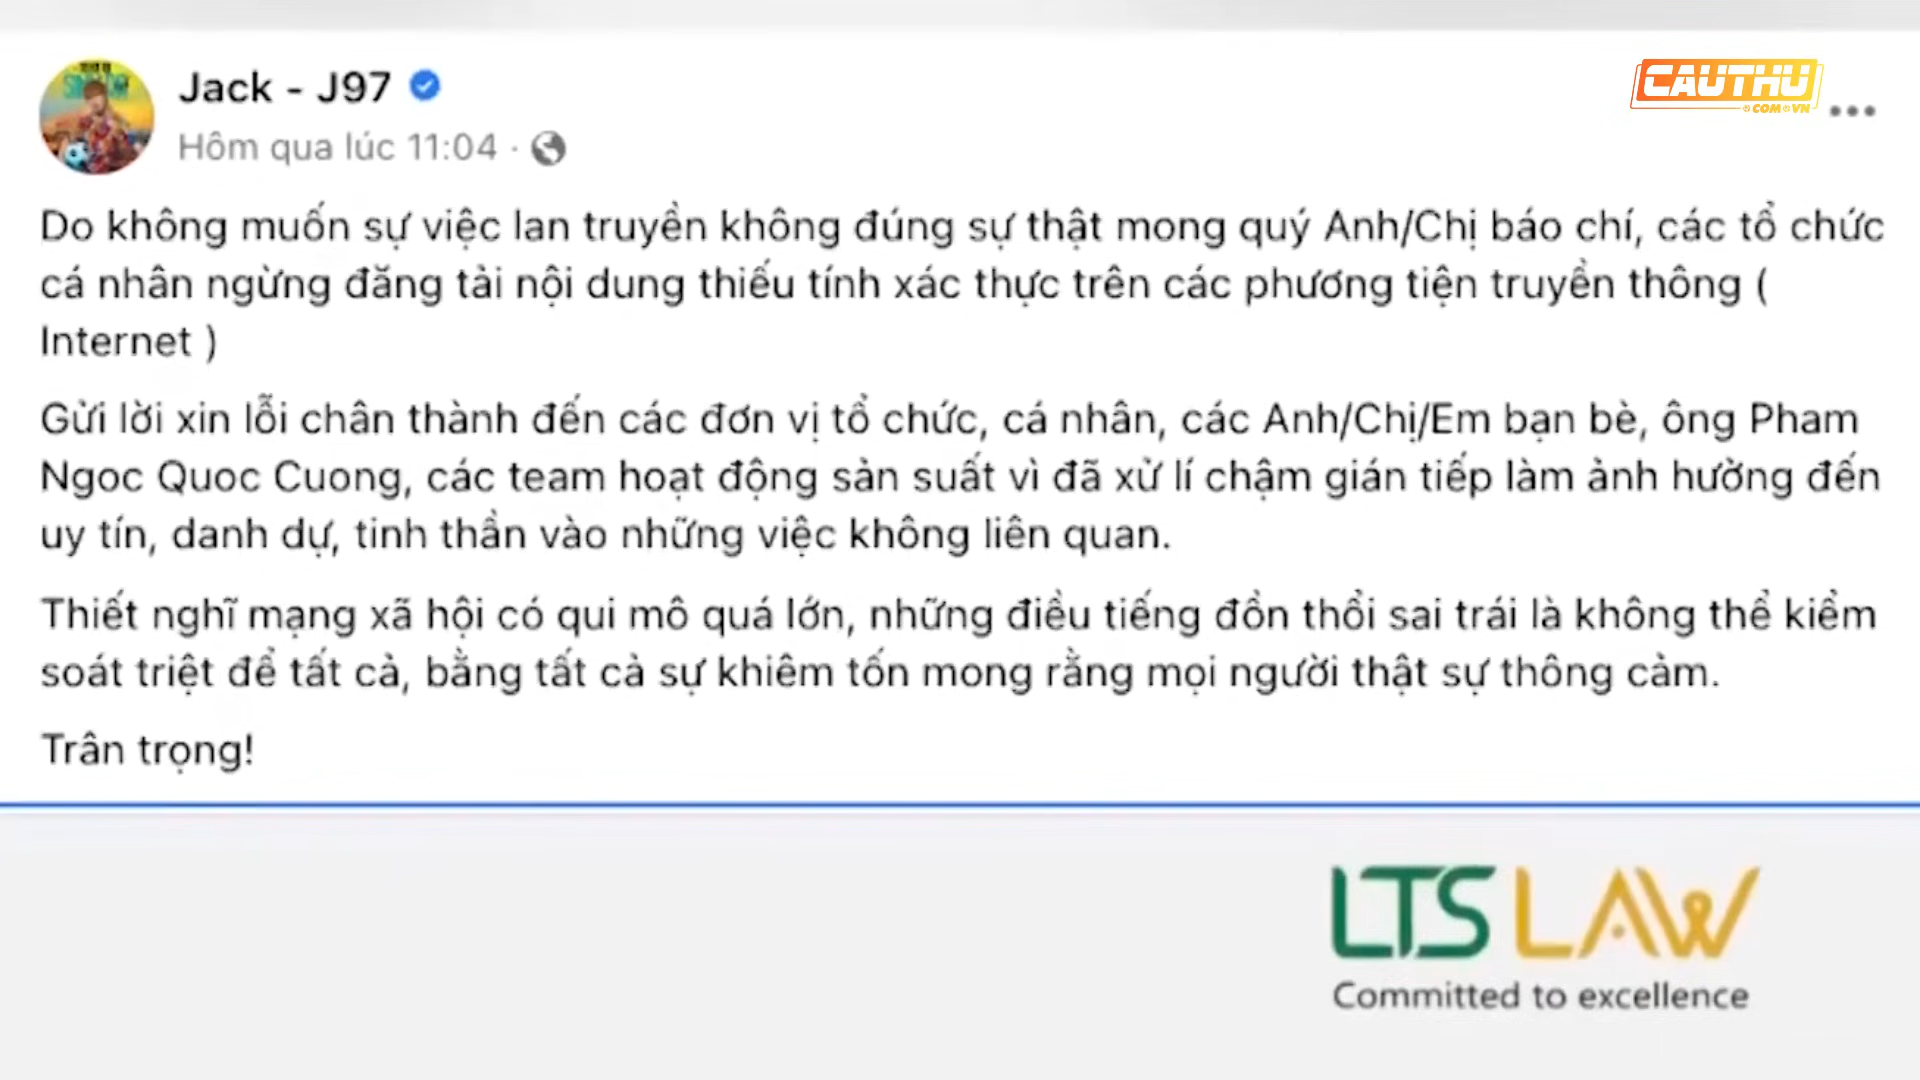 Jack - J97
CAUTHU
.COM.VN
Hôm qua lúc 11:04 ·
Do không muốn sự việc lan truyền không đúng sự thật mong quý Anh/Chị báo chí, các tổ chức
cá nhân ngừng đăng tải nội dung thiếu tính xác thực trên các phương tiện truyền thông (
Internet )
Gửi lời xin lỗi chân thành đến các đơn vị tổ chức, cá nhân, các Anh/Chị/Em bạn bè, ông Pham
Ngoc Quoc Cuong, các team hoạt động sản suất vì đã xử lí chậm gián tiếp làm ảnh hưởng đến
uy tín, danh dự, tinh thần vào những việc không liên quan.
Thiết nghĩ mạng xã hội có qui mô quá lớn, những điều tiếng đồn thổi sai trái là không thể kiểm
soát triệt để tất cả, bằng tất cả sự khiêm tốn mong rằng mọi người thật sự thông cảm.
Trân trọng!
LTS LAW
Committed to excellence